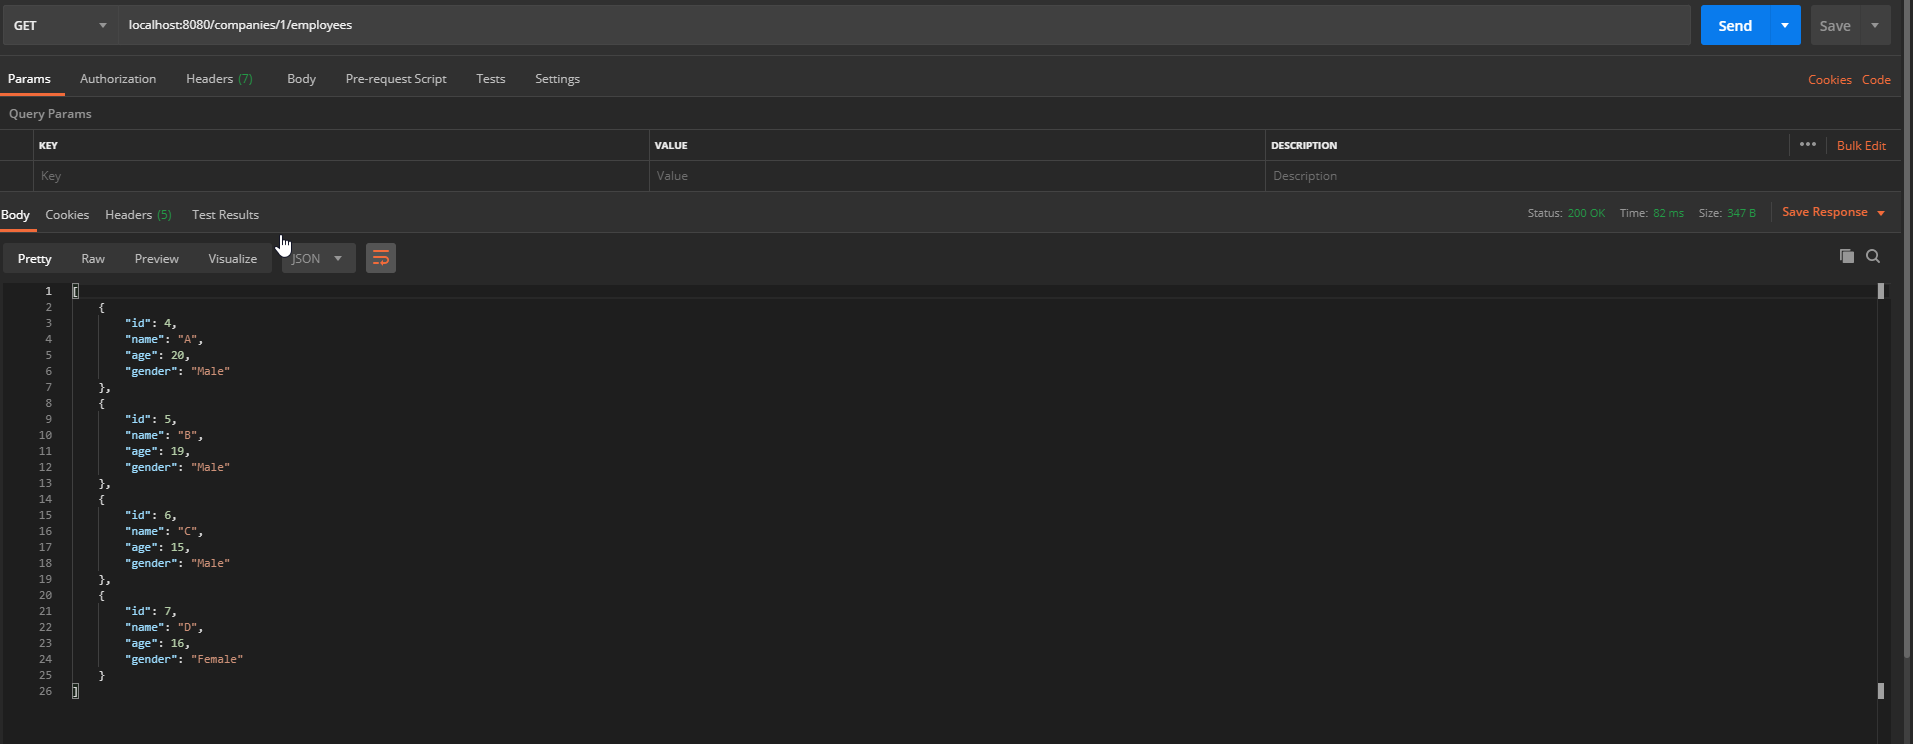 GET localhost:8080/companies/1/employees Send Save
Params Authorization Headers (7) Body Pre-request Script Tests Settings Cookies Code
Query Params
KEY VALUE DESCRIPTION ••• Bulk Edit
Key Value Description
Body Cookies Headers (5) Test Results Status: 200 OK Time: 82 ms Size: 347 B Save Response
Pretty Raw Preview Visualize JSON
1 [
2 {
3 "id": 4,
4 "name": "A",
5 "age": 20,
6 "gender": "Male"
7 },
8 {
9 "id": 5,
10 "name": "B",
11 "age": 19,
12 "gender": "Male"
13 },
14 {
15 "id": 6,
16 "name": "C",
17 "age": 15,
18 "gender": "Male"
19 },
20 {
21 "id": 7,
22 "name": "D",
23 "age": 16,
24 "gender": "Female"
25 }
26 ]